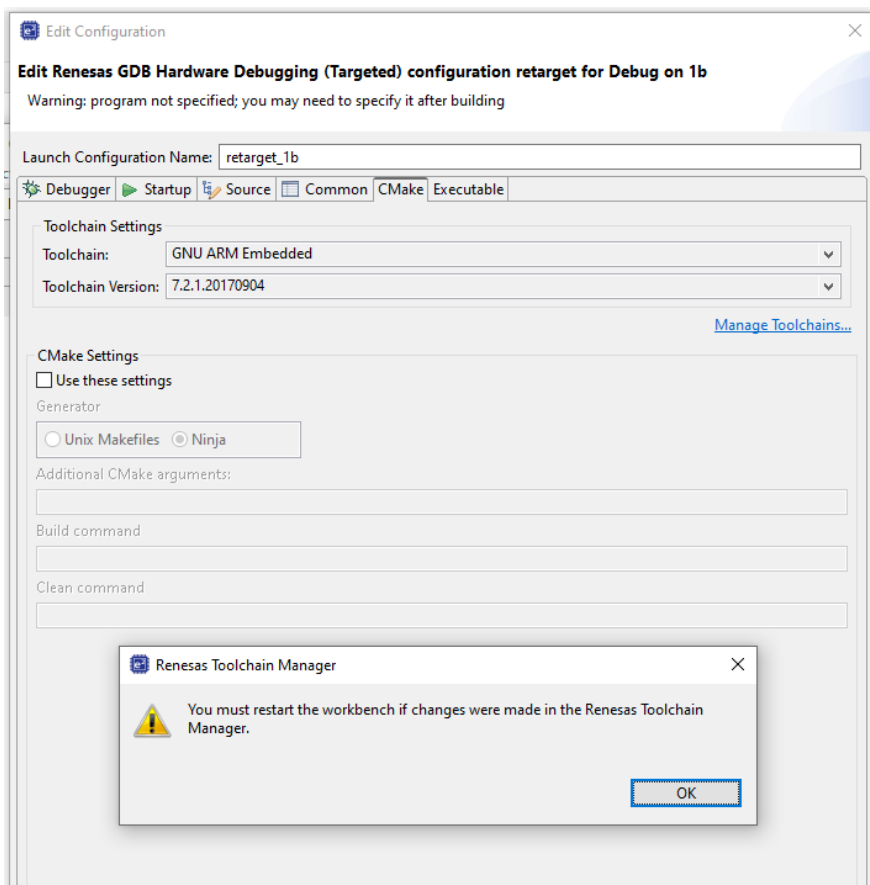 Edit Configuration
Edit Renesas GDB Hardware Debugging (Targeted) configuration retarget for Debug on 1b
Warning: program not specified; you may need to specify it after building
Launch Configuration Name: retarget_1b
Debugger Startup Source Common CMake Executable
Toolchain Settings
Toolchain: GNU ARM Embedded
Toolchain Version: 7.2.1.20170904
Manage Toolchains...
CMake Settings
Use these settings
Generator
Unix Makefiles Ninja
Additional CMake arguments:
Build command
Clean command
Renesas Toolchain Manager
You must restart the workbench if changes were made in the Renesas Toolchain
Manager.
OK